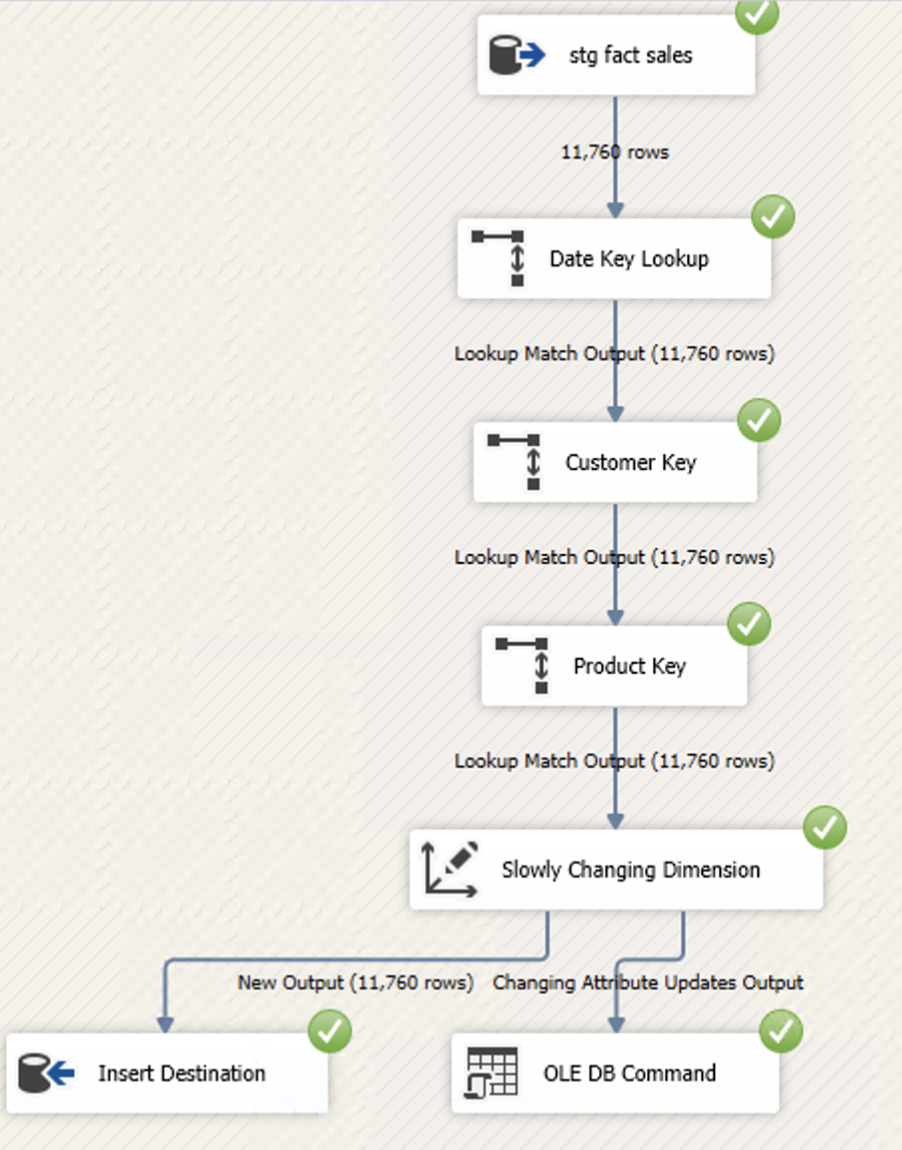 stg fact sales
11,760 rows
Date Key Lookup
Lookup Match Output (11,760 rows)
Customer Key
Lookup Match Output (11,760 rows)
Product Key
Lookup Match Output (11,760 rows)
Slowly Changing Dimension
New Output (11,760 rows)
Changing Attribute Updates Output
Insert Destination
OLE DB Command